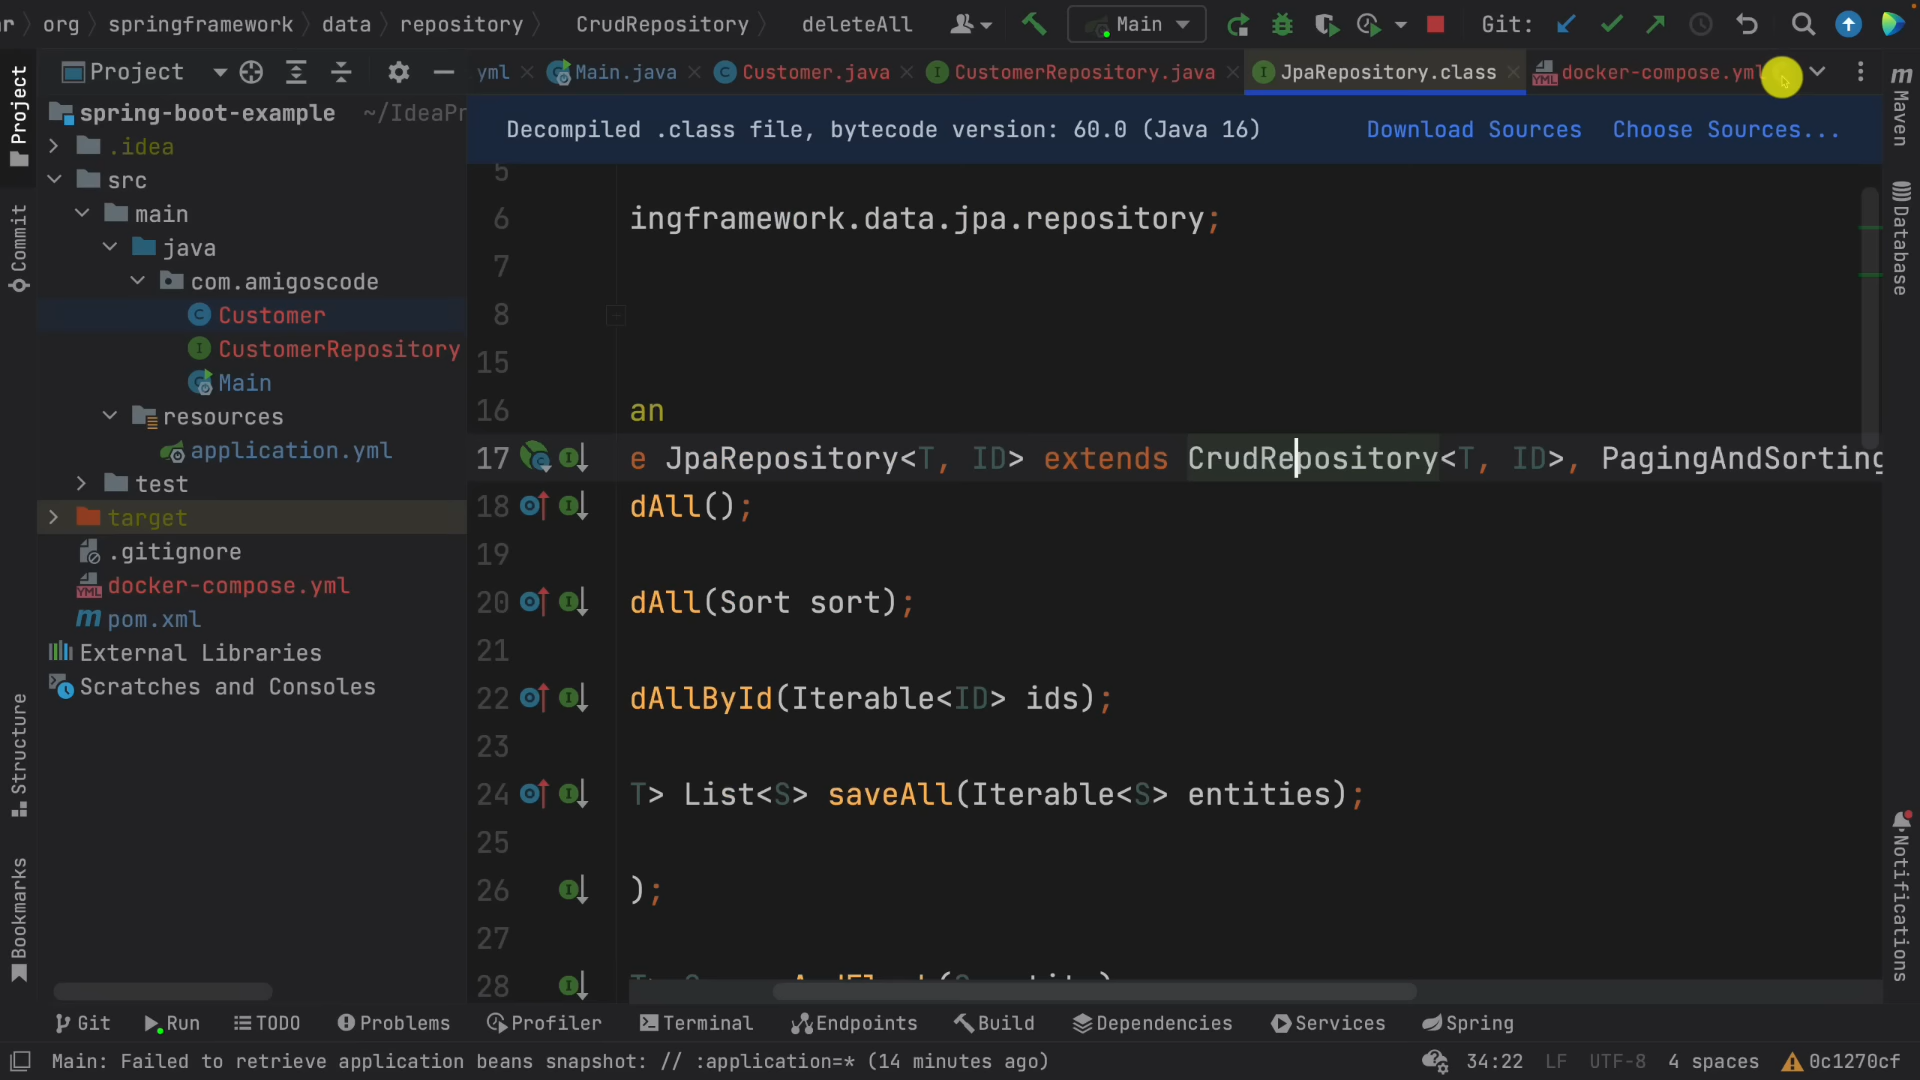 org springframework data repository CrudRepository deleteAll Main Git:
Project
yml Main.java Customer.java CustomerRepository.java JpaRepository.class docker-compose.yml
spring-boot-example ~/IdeaPr
.idea
src
main
java
com.amigoscode
Customer
CustomerRepository
Main
resources
application.yml
test
target
.gitignore
docker-compose.yml
pom.xml
External Libraries
Scratches and Consoles
Project
Commit
Structure
Bookmarks
Decompiled .class file, bytecode version: 60.0 (Java 16) Download Sources Choose Sources...
5
6 ingframework.data.jpa.repository;
7
8
15
16 an
17 e JpaRepository<T, ID> extends CrudRepository<T, ID>, PagingAndSorting
18 dAll();
19
20 dAll(Sort sort);
21
22 dAllById(Iterable<ID> ids);
23
24 T> List<S> saveAll(Iterable<S> entities);
25
26 );
27
28
Maven
Database
Notifications
Git Run TODO Problems Profiler Terminal Endpoints Build Dependencies Services Spring
Main: Failed to retrieve application beans snapshot: // :application=* (14 minutes ago) 34:22 LF UTF-8 4 spaces 0c1270cf